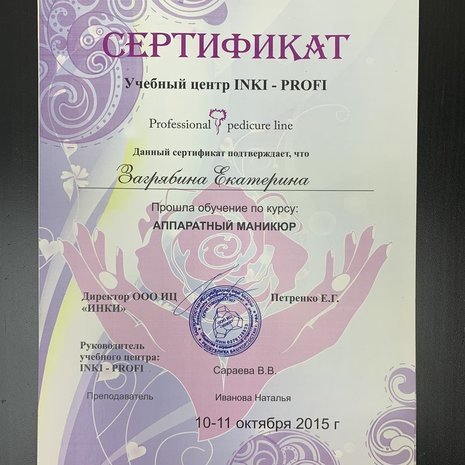 СЕРТИФИКАТ
Учебный центр INKI - PROFI
Professional pedicure line
Данный сертификат подтверждает, что
Загрябина Екатерина
Прошла обучение по курсу:
АППАРАТНЫЙ МАНИКЮР
Директор ООО ИЦ Петренко Е.Г.
«ИНКИ»
Руководитель
учебного центра:
INKI - PROFI Сараева В.В.
Преподаватель Иванова Наталья
10-11 октября 2015 г